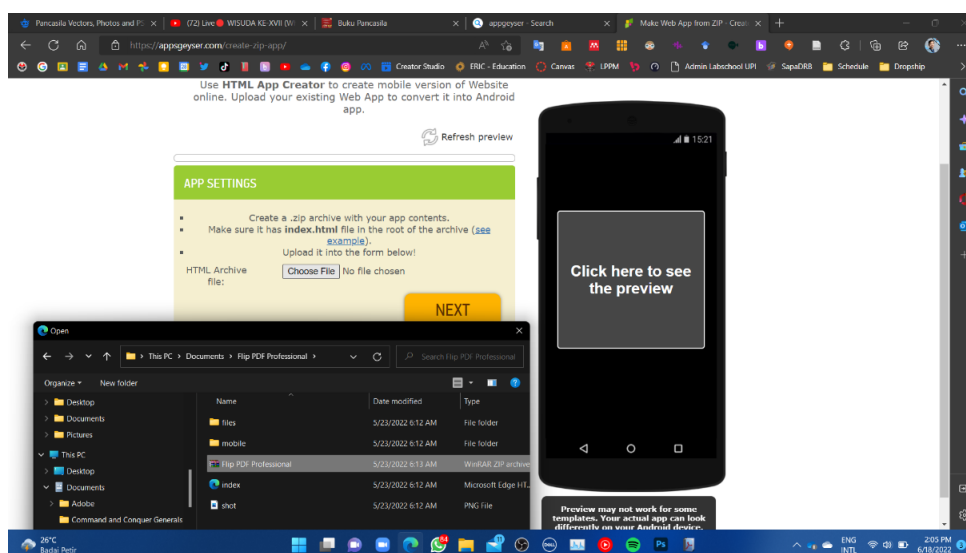 Pancasila Vectors, Photos and PS
(72) Live WISUDA KE-XVII (W
Buku Pancasila
appgeyser - Search
Make Web App from ZIP - Creat
https://appsgeyser.com/create-zip-app/
Creator Studio
ERIC - Education
Canvas
LPPM
Admin Labschool UPI
SapaDRB
Schedule
Dropship
Use HTML App Creator to create mobile version of Website
online. Upload your existing Web App to convert it into Android
app.
Refresh preview
15:21
APP SETTINGS
Create a .zip archive with your app contents.
Make sure it has index.html file in the root of the archive (see
example).
Upload it into the form below!
HTML Archive
file:
Choose File No file chosen
NEXT
Click here to see
the preview
Open
This PC > Documents > Flip PDF Professional >
Search Flip PDF Professional
Organize
New folder
Name
Date modified
Type
Desktop
Documents
Pictures
This PC
Desktop
Documents
Adobe
Command and Conquer Generals
files 5/23/2022 6:12 AM File folder
mobile 5/23/2022 6:12 AM File folder
Flip PDF Professional 5/23/2022 6:13 AM WinRAR ZIP archive
index 5/23/2022 6:12 AM Microsoft Edge HT...
shot 5/23/2022 6:12 AM PNG File
Preview may not work for some
templates. Your actual app can look
differently on your Android device.
26°C
Badai Petir
64
Ps
ENG
INTL
2:05 PM
6/18/2022